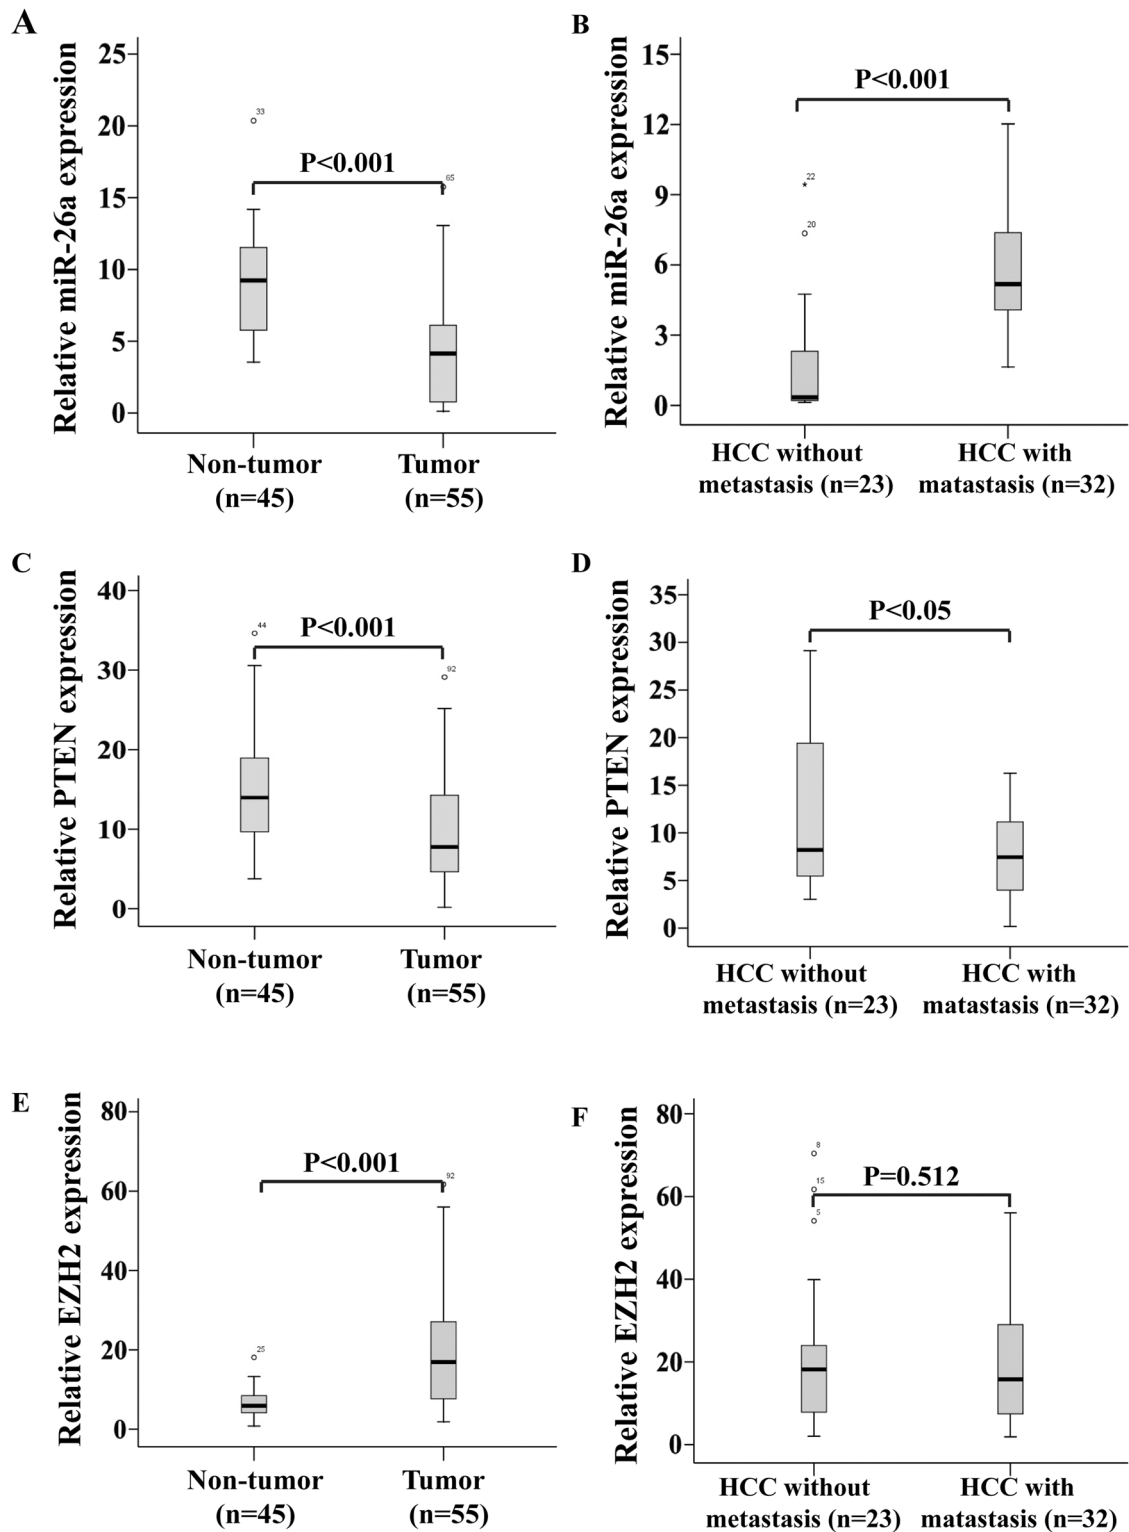 A
Relative miR-26a expression
25
20
15
10
5
0
33
P<0.001
65
Non-tumor
(n=45)
Tumor
(n=55)
B
Relative miR-26a expression
15
12
9
6
3
0
P<0.001
22
20
HCC without
metastasis (n=23)
HCC with
matastasis (n=32)
C
Relative PTEN expression
40
30
20
10
0
44
P<0.001
92
Non-tumor
(n=45)
Tumor
(n=55)
D
Relative PTEN expression
35
30
25
20
15
10
5
0
P<0.05
HCC without
metastasis (n=23)
HCC with
matastasis (n=32)
E
Relative EZH2 expression
80
60
40
20
0
P<0.001
92
25
Non-tumor
(n=45)
Tumor
(n=55)
F
Relative EZH2 expression
80
60
40
20
0
8
15
5
P=0.512
HCC without
metastasis (n=23)
HCC with
matastasis (n=32)